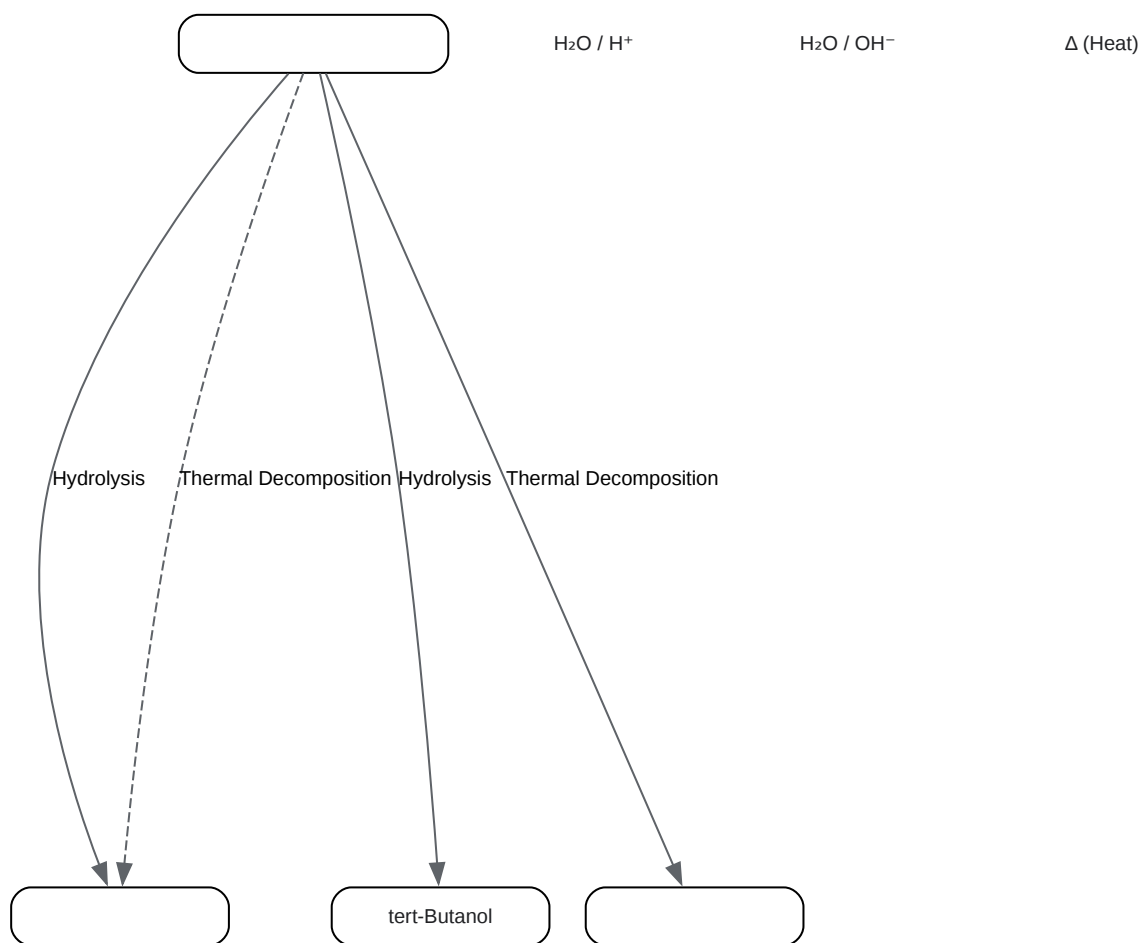 H₂O / H⁺
H₂O / OH⁻
Δ (Heat)
Hydrolysis
Thermal Decomposition
Hydrolysis
Thermal Decomposition
tert-Butanol